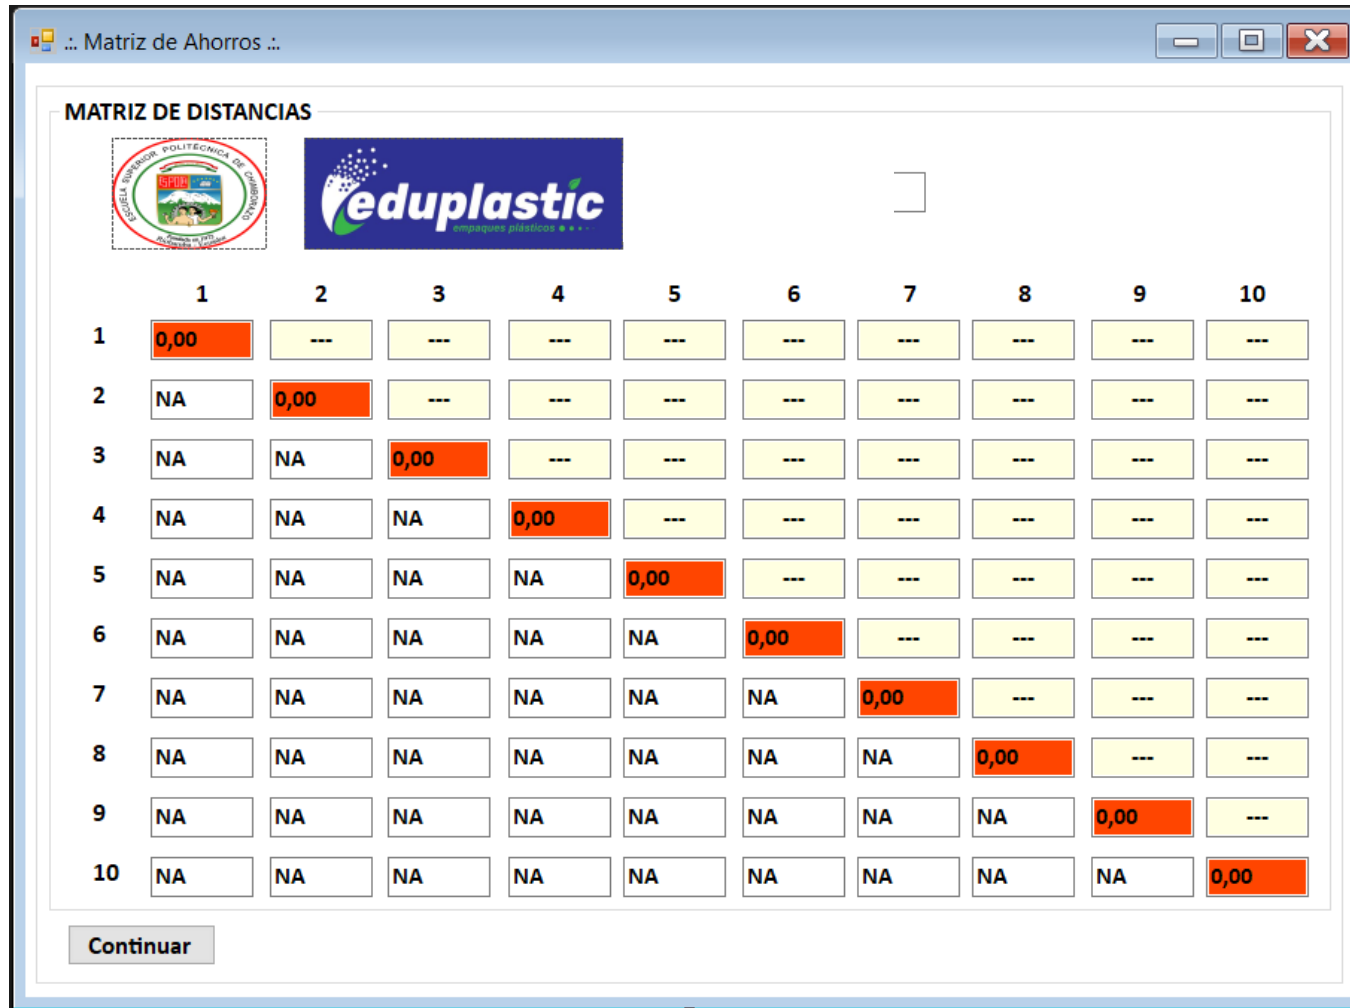 .:. Matriz de Ahorros .:.
MATRIZ DE DISTANCIAS
ESCUELA SUPERIOR POLITÉCNICA DE CHIMBORAZO
ESPOCH
eduplastic
empaques plásticos
1 2 3 4 5 6 7 8 9 10
1 0,00 --- --- --- --- --- --- --- --- ---
2 NA 0,00 --- --- --- --- --- --- --- ---
3 NA NA 0,00 --- --- --- --- --- --- ---
4 NA NA NA 0,00 --- --- --- --- --- ---
5 NA NA NA NA 0,00 --- --- --- --- ---
6 NA NA NA NA NA 0,00 --- --- --- ---
7 NA NA NA NA NA NA 0,00 --- --- ---
8 NA NA NA NA NA NA NA 0,00 --- ---
9 NA NA NA NA NA NA NA NA 0,00 ---
10 NA NA NA NA NA NA NA NA NA 0,00
Continuar